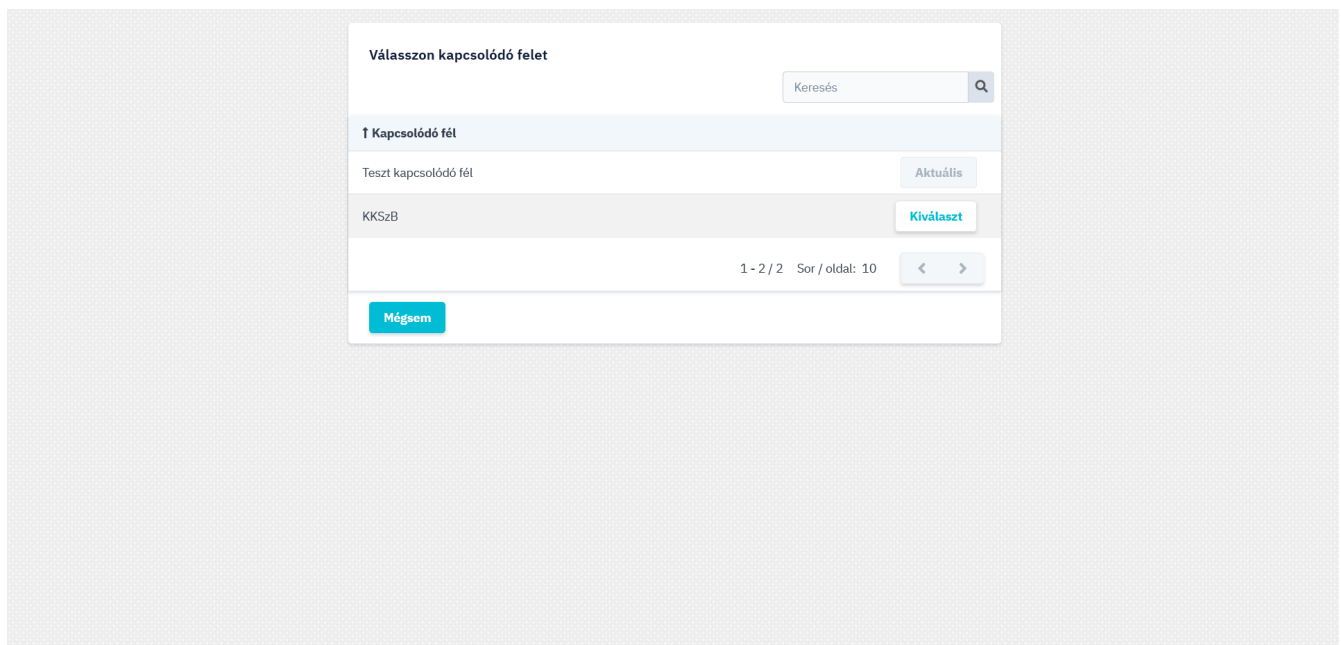 Válasszon kapcsolódó felet
Keresés
↑ Kapcsolódó fél
Teszt kapcsolódó fél Aktuális
KKSzB Kiválaszt
1 - 2 / 2 Sor / oldal: 10
Mégsem